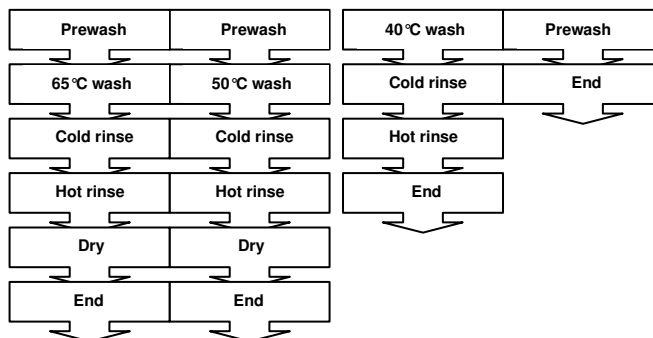 Prewash Prewash 40°C wash Prewash
65°C wash 50°C wash Cold rinse End
Cold rinse Cold rinse Hot rinse
Hot rinse Hot rinse End
Dry Dry
End End